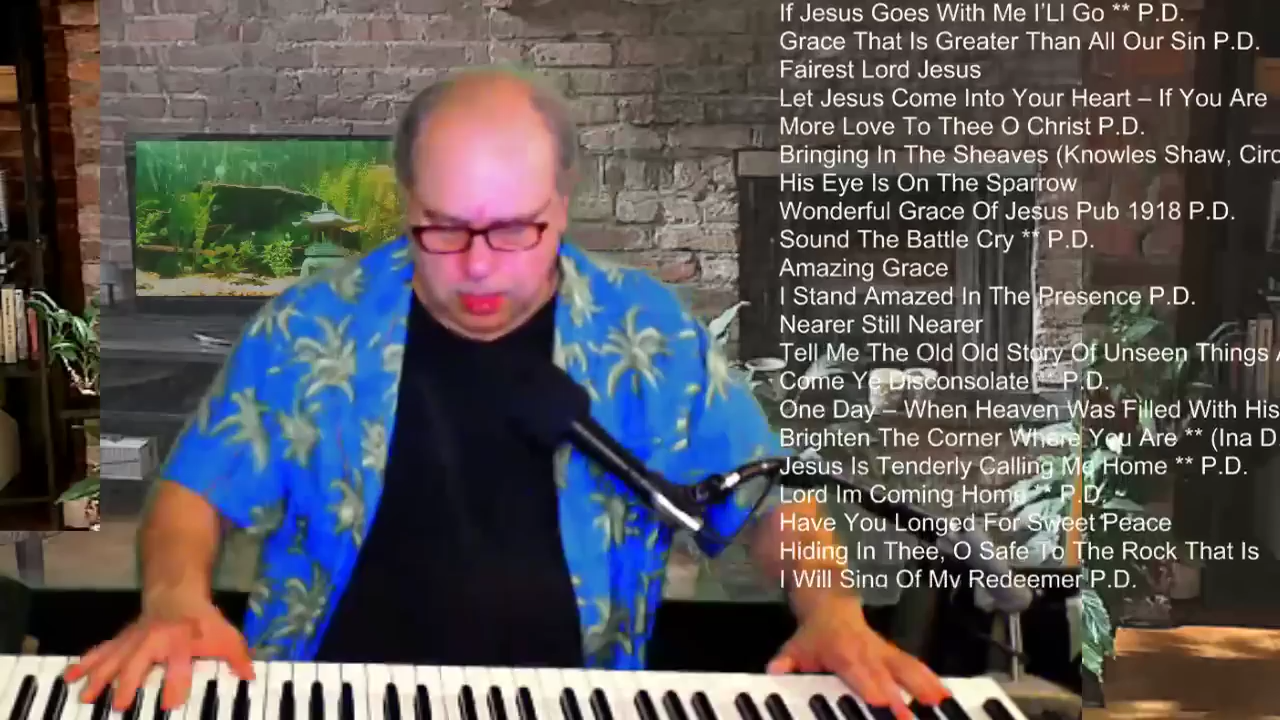 If Jesus Goes With Me I'Ll Go ** P.D.
Grace That Is Greater Than All Our Sin P.D.
Fairest Lord Jesus
Let Jesus Come Into Your Heart – If You Are
More Love To Thee O Christ P.D.
Bringing In The Sheaves (Knowles Shaw, Circ
His Eye Is On The Sparrow
Wonderful Grace Of Jesus Pub 1918 P.D.
Sound The Battle Cry ** P.D.
Amazing Grace
I Stand Amazed In The Presence P.D.
Nearer Still Nearer
Tell Me The Old Old Story Of Unseen Things A
Come Ye Disconsolate ** P.D.
One Day – When Heaven Was Filled With His
Brighten The Corner Where You Are ** (Ina D
Jesus Is Tenderly Calling Me Home ** P.D.
Lord Im Coming Home ** P.D.
Have You Longed For Sweet Peace
Hiding In Thee, O Safe To The Rock That Is
I Will Sing Of My Redeemer P.D.